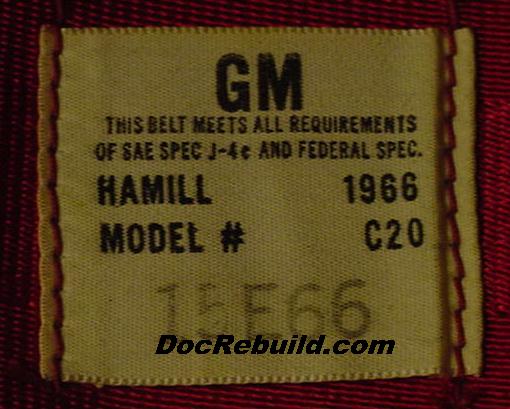 GM
THIS BELT MEETS ALL REQUIREMENTS
OF SAE SPEC J-4c AND FEDERAL SPEC.
HAMILL 1966
MODEL # C20
15E66
DocRebuild.com